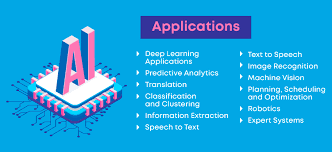 Applications
AI
Deep Learning
Applications
Predictive Analytics
Translation
Classification
and Clustering
Information Extraction
Speech to Text
Text to Speech
Image Recognition
Machine Vision
Planning, Scheduling
and Optimization
Robotics
Expert Systems